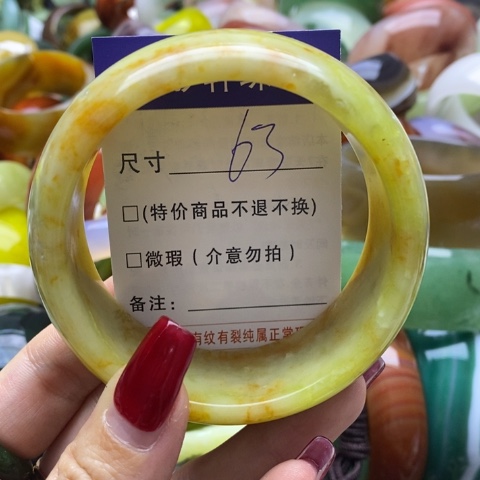 尺寸 63
□(特价商品不退不换)
□微瑕(介意勿拍)
备注:
有纹有裂纯属正常